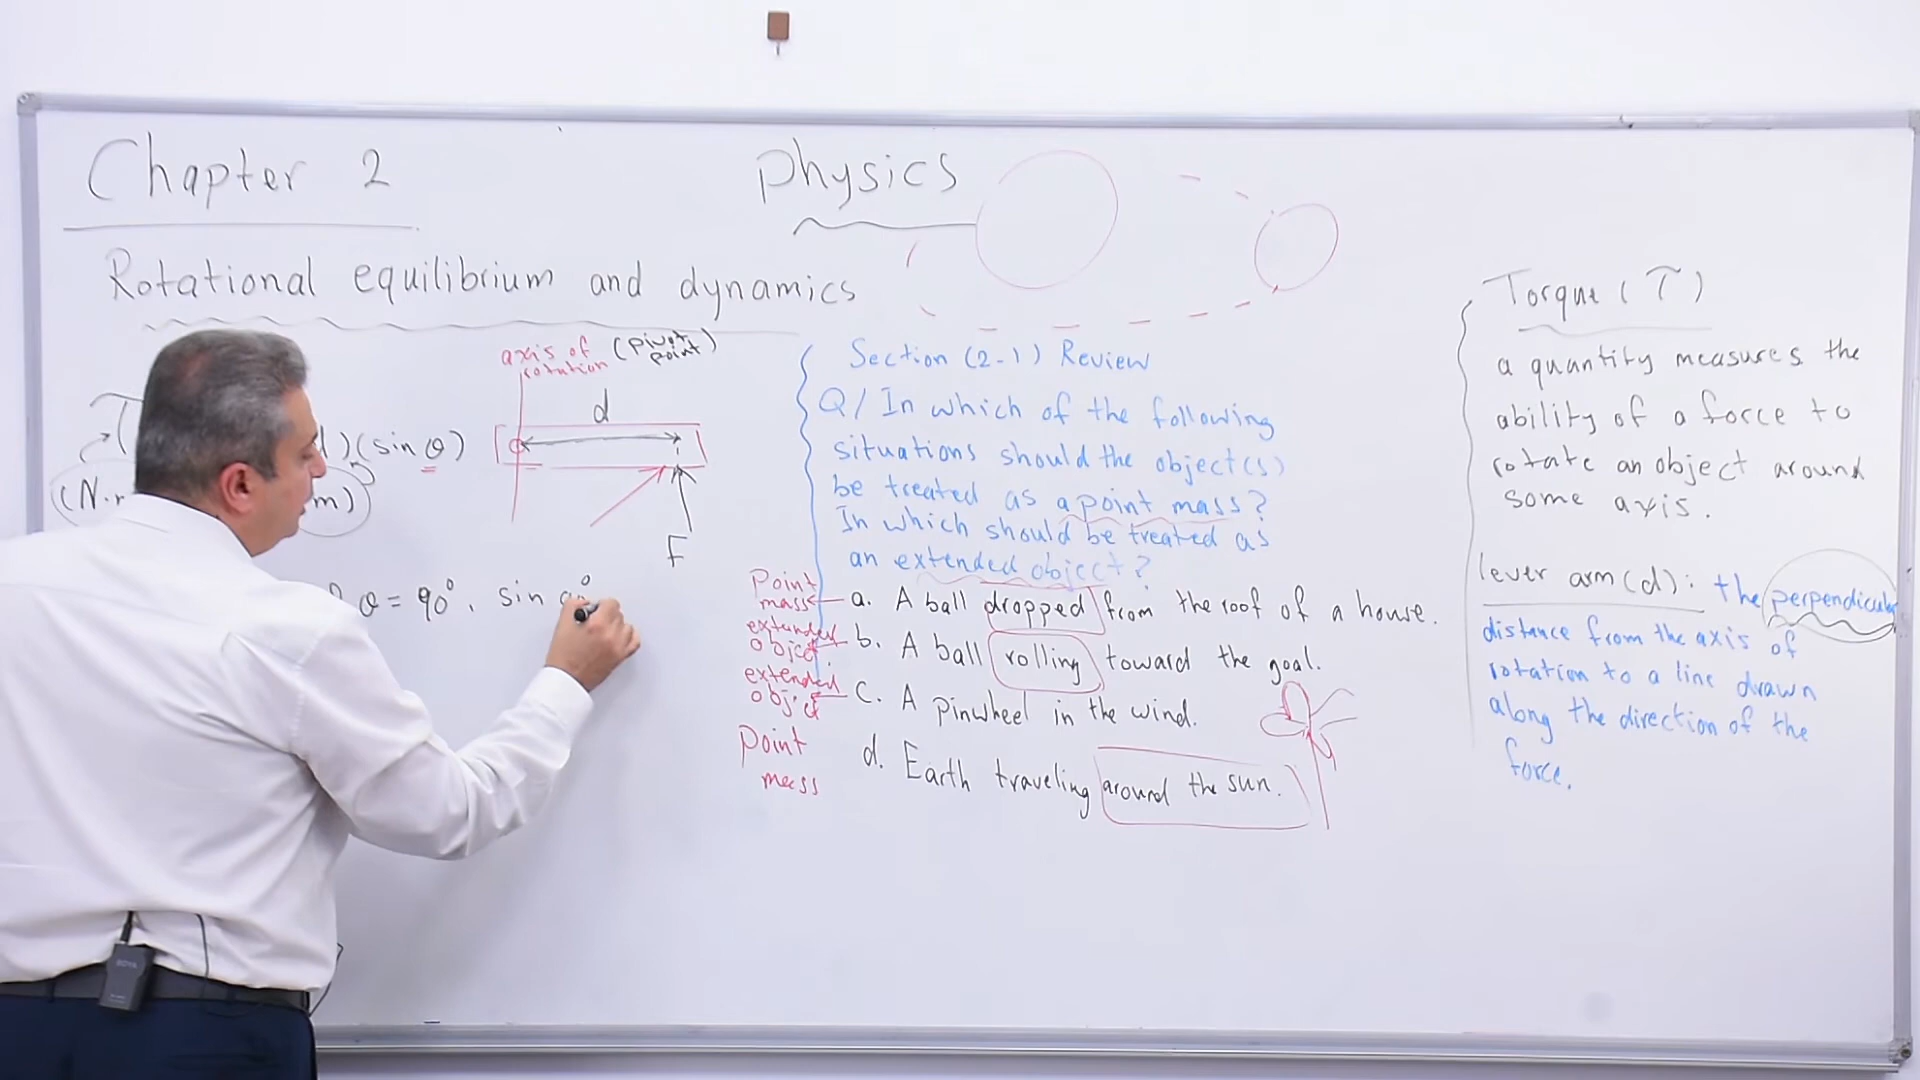 Chapter 2
Physics
Rotational equilibrium and dynamics
axis of
rotation
(pivot
point)
d
)(sin θ)
(N.
m)
F
θ = 90°, sin 90°
Section (2-1) Review
Q/ In which of the following
situations should the object(s)
be treated as a point mass?
In which should be treated as
an extended object?
Point
mass
a. A ball dropped from the roof of a house.
extended
object
b. A ball rolling toward the goal.
extended
object
C. A pinwheel in the wind.
Point
mass
d. Earth traveling around the sun.
Torque (τ)
a quantity measures the
ability of a force to
rotate an object around
some axis.
lever arm (d): the perpendicular
distance from the axis of
rotation to a line drawn
along the direction of the
force.
BOYA